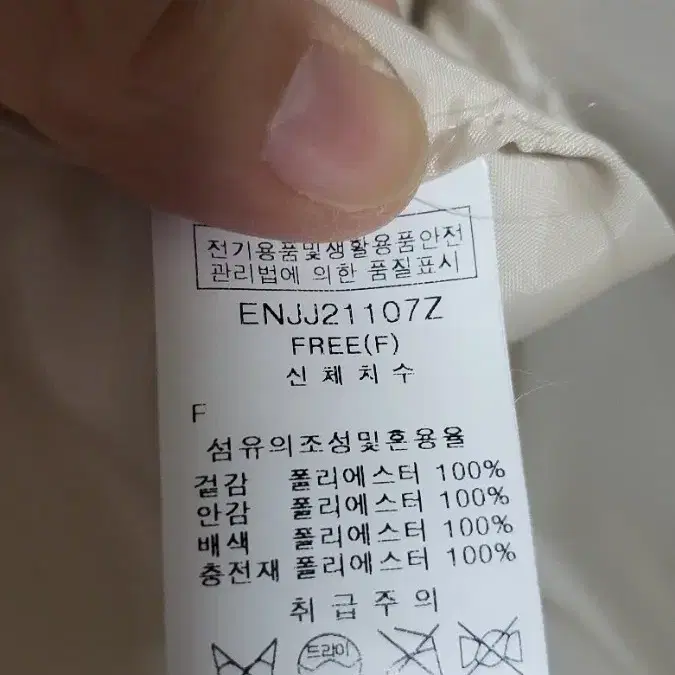 전기용품및생활용품안전
관리법에 의한 품질표시
ENJJ21107Z
FREE(F)
신 체 치 수
F
섬유의조성및혼용율
겉감 폴리에스터 100%
안감 폴리에스터 100%
배색 폴리에스터 100%
충전재 폴리에스터 100%
취 급 주 의
드라이